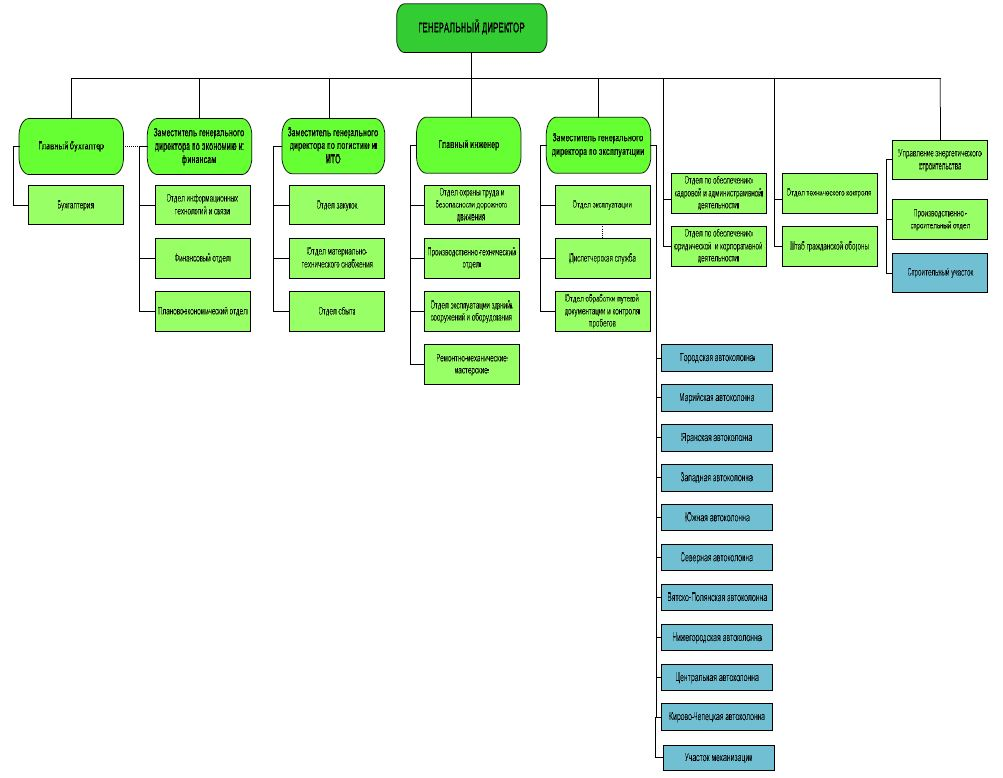 ГЕНЕРАЛЬНЫЙ ДИРЕКТОР
Главный бухгалтер
Заместитель генерального
директора по экономике и
финансам
Заместитель генерального
директора по логистике и
МТО
Главный инженер
Заместитель генерального
директора по эксплуатации
Управление энергетического
строительства
Бухгалтерия
Отдел информационных
технологий и связи
Финансовый отдел
Планово-экономический отдел
Отдел закупок
Отдел материально-
технического снабжения
Отдел сбыта
Отдел охраны труда и
безопасности дорожного
движения
Производственно-технический
отдел
Отдел эксплуатации зданий,
сооружений и оборудования
Ремонтно-механические
мастерские
Отдел эксплуатации
Диспетчерская служба
Отдел обработки путевой
документации и контроля
пробегов
Отдел по обеспечению
кадровой и административной
деятельности
Отдел по обеспечению
юридической и корпоративной
деятельности
Отдел технического контроля
Штаб гражданской обороны
Производственно-
строительный отдел
Строительный участок
Городская автоколонна
Марийская автоколонна
Яранская автоколонна
Западная автоколонна
Южная автоколонна
Северная автоколонна
Вятско-Полянская автоколонна
Нижегородская автоколонна
Центральная автоколонна
Кирово-Чепецкая автоколонна
Участок механизации